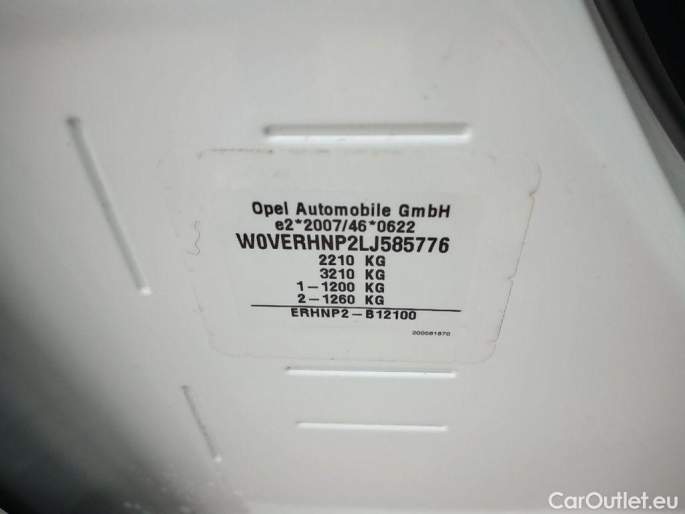 Opel Automobile GmbH
e2*2007/46*0622
W0VERHNP2LJ585776
2210 KG
3210 KG
1-1200 KG
2-1260 KG
ERHNP2-B12100
200081870
CarOutlet.eu